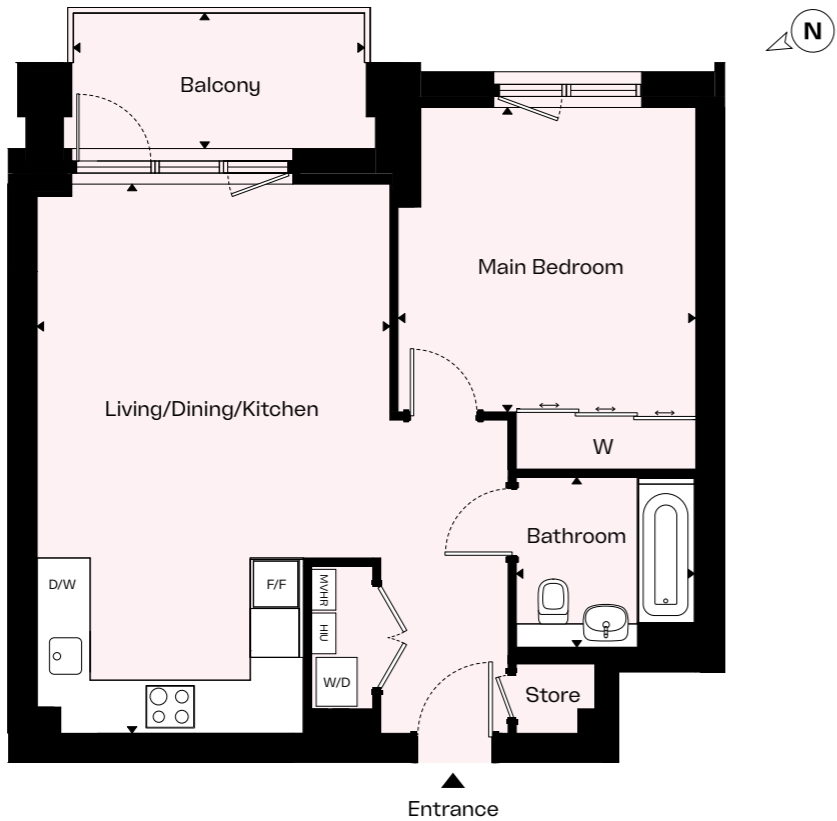 N
Balcony
Main Bedroom
Living/Dining/Kitchen
W
Bathroom
D/W
F/F
MVHR
HIU
W/D
Store
Entrance